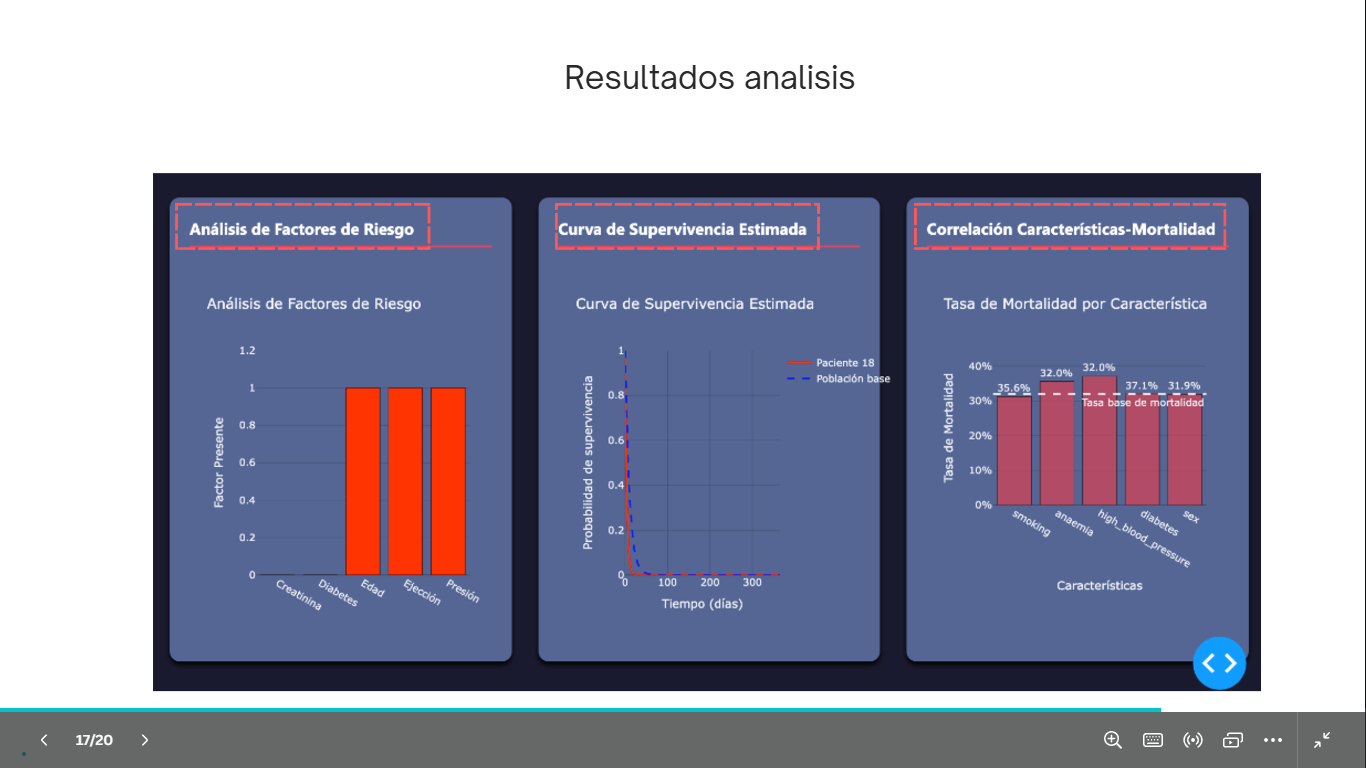 Resultados analisis
Análisis de Factores de Riesgo
Análisis de Factores de Riesgo
1.2
1
0.8
0.6
0.4
0.2
0
Factor Presente
Creatinina
Diabetes
Edad
Ejección
Presión
Curva de Supervivencia Estimada
Curva de Supervivencia Estimada
1
0.8
0.6
0.4
0.2
0
Probabilidad de supervivencia
0
100
200
300
Tiempo (días)
Paciente 18
Población base
Correlación Características-Mortalidad
Tasa de Mortalidad por Característica
40%
30%
20%
10%
0%
Tasa de Mortalidad
35.6%
32.0%
32.0%
37.1%
31.9%
Tasa base de mortalidad
smoking
anaemia
high_blood_pressure
diabetes
sex
Características
17/20